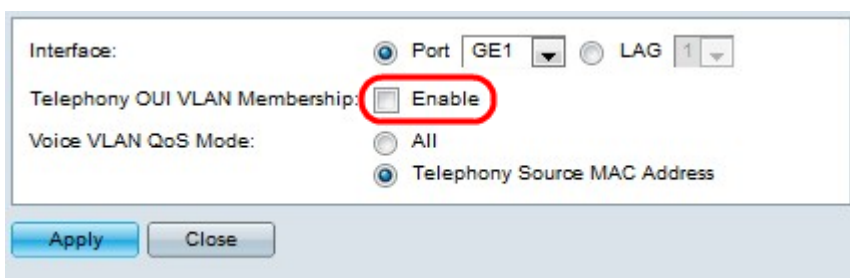 Interface: Port GE1 LAG 1
Telephony OUI VLAN Membership: Enable
Voice VLAN QoS Mode: All
Telephony Source MAC Address
Apply Close